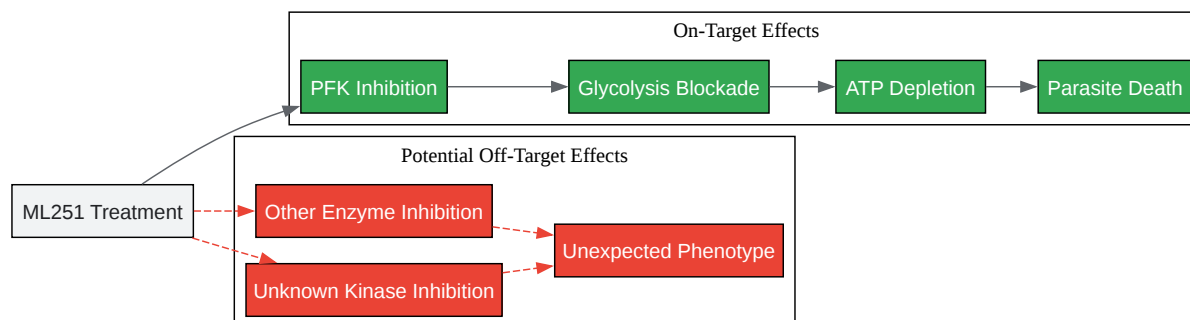 On-Target Effects
PFK Inhibition
Glycolysis Blockade
ATP Depletion
Parasite Death
Potential Off-Target Effects
ML251 Treatment
Other Enzyme Inhibition
Unexpected Phenotype
Unknown Kinase Inhibition